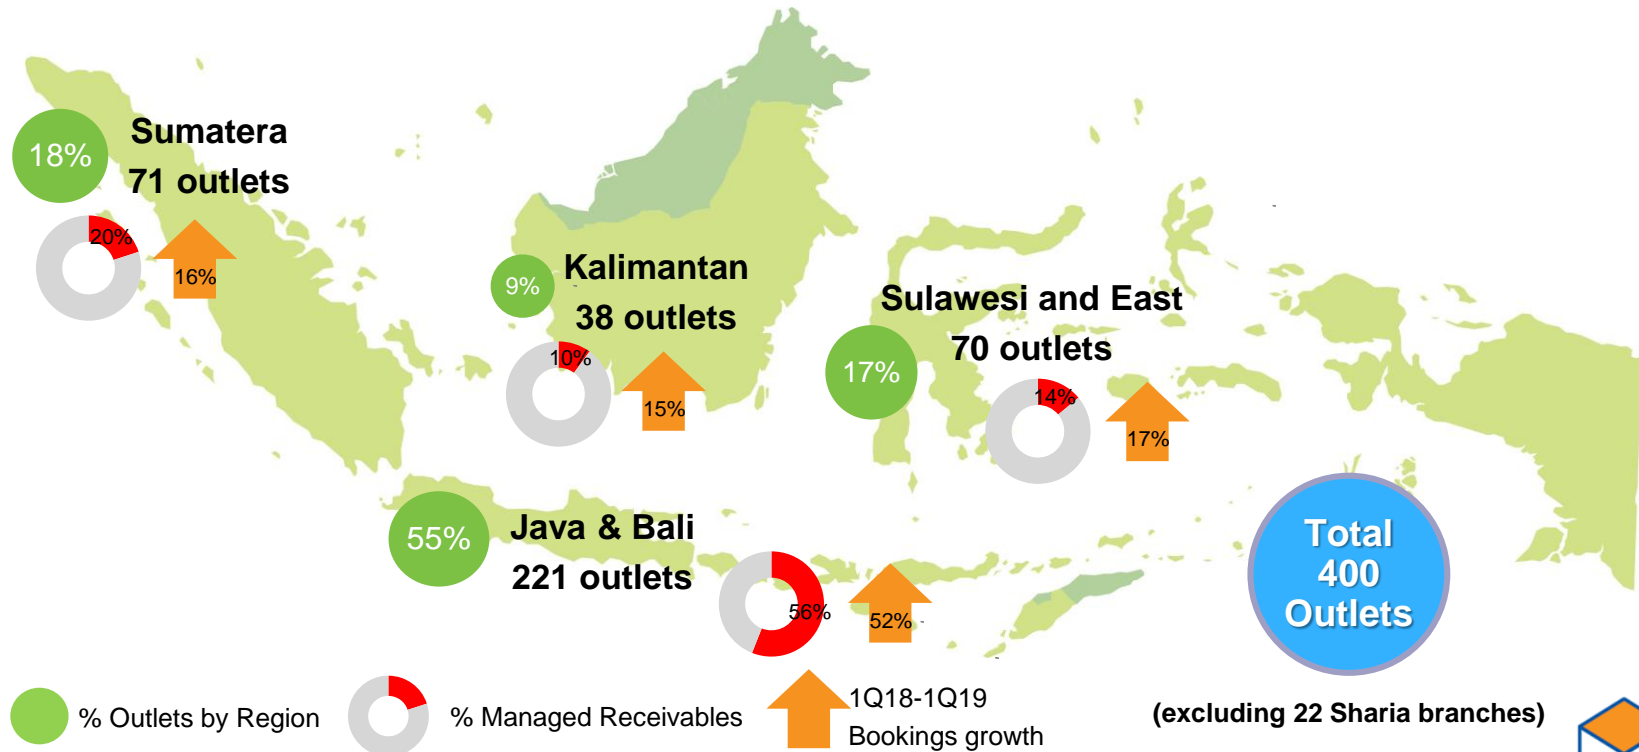 Sumatera
71 outlets
18%
20%
16%
Kalimantan
38 outlets
9%
10%
15%
Sulawesi and East
70 outlets
17%
14%
17%
Java & Bali
221 outlets
55%
56%
52%
Total
400
Outlets
% Outlets by Region
% Managed Receivables
1Q18-1Q19
Bookings growth
(excluding 22 Sharia branches)